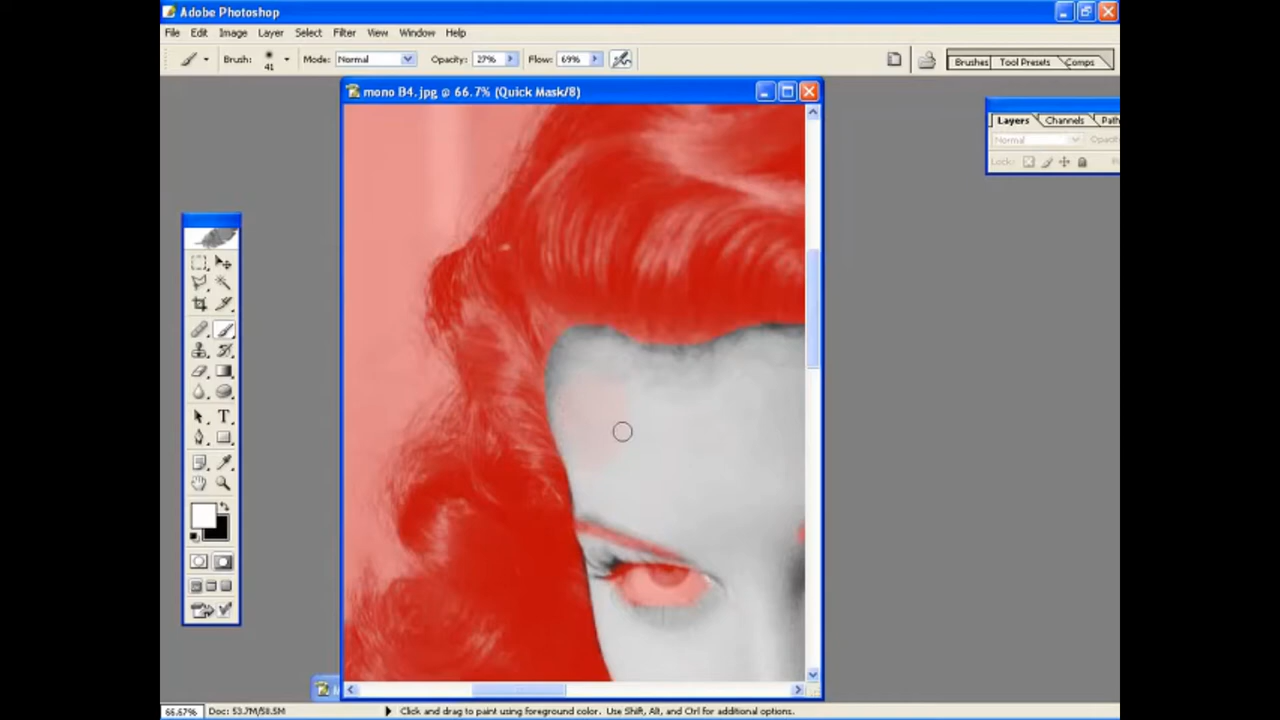 Adobe Photoshop
File Edit Image Layer Select Filter View Window Help
Brush: 41 Mode: Normal Opacity: 27% Flow: 69% Brushes Tool Presets Comps
mono B4.jpg @ 66.7% (Quick Mask/8)
Layers Channels Path
Normal Opaci
Lock:
T
66.67% Doc: 53.7M/58.5M Click and drag to paint using foreground color. Use Shift, Alt, and Ctrl for additional options.